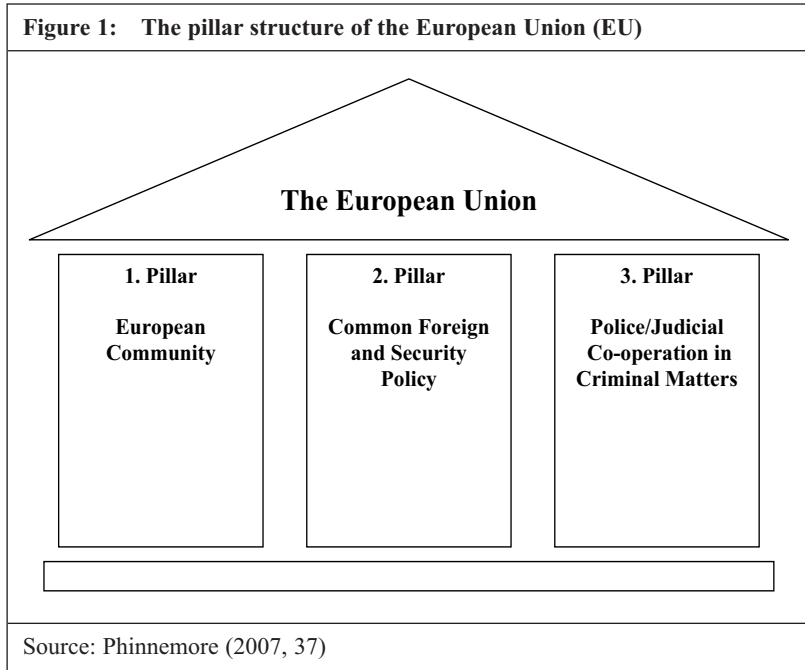 Figure 1: The pillar structure of the European Union (EU)
The European Union
1. Pillar
European
Community
2. Pillar
Common Foreign
and Security
Policy
3. Pillar
Police/Judicial
Co-operation in
Criminal Matters
Source: Phinnemore (2007, 37)